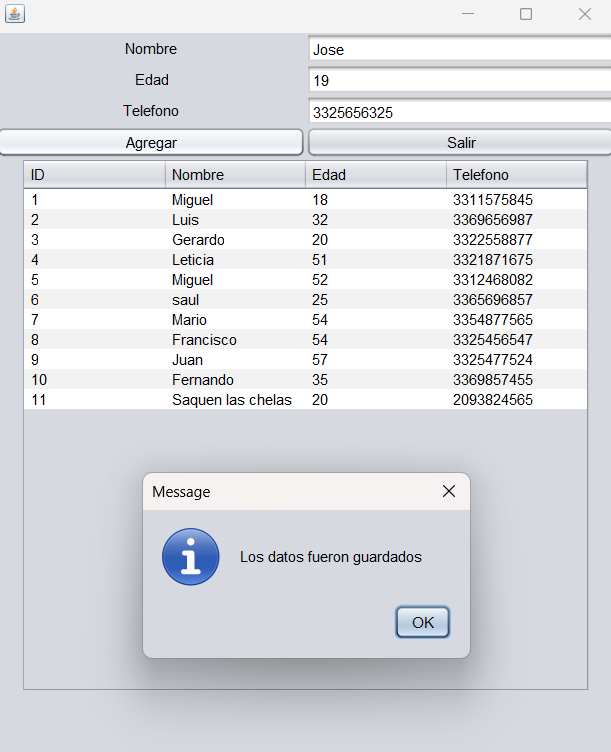 Nombre Jose
Edad 19
Telefono 3325656325
Agregar Salir
ID Nombre Edad Telefono
1 Miguel 18 3311575845
2 Luis 32 3369656987
3 Gerardo 20 3322558877
4 Leticia 51 3321871675
5 Miguel 52 3312468082
6 saul 25 3365696857
7 Mario 54 3354877565
8 Francisco 54 3325456547
9 Juan 57 3325477524
10 Fernando 35 3369857455
11 Saquen las chelas 20 2093824565
Message
Los datos fueron guardados
OK